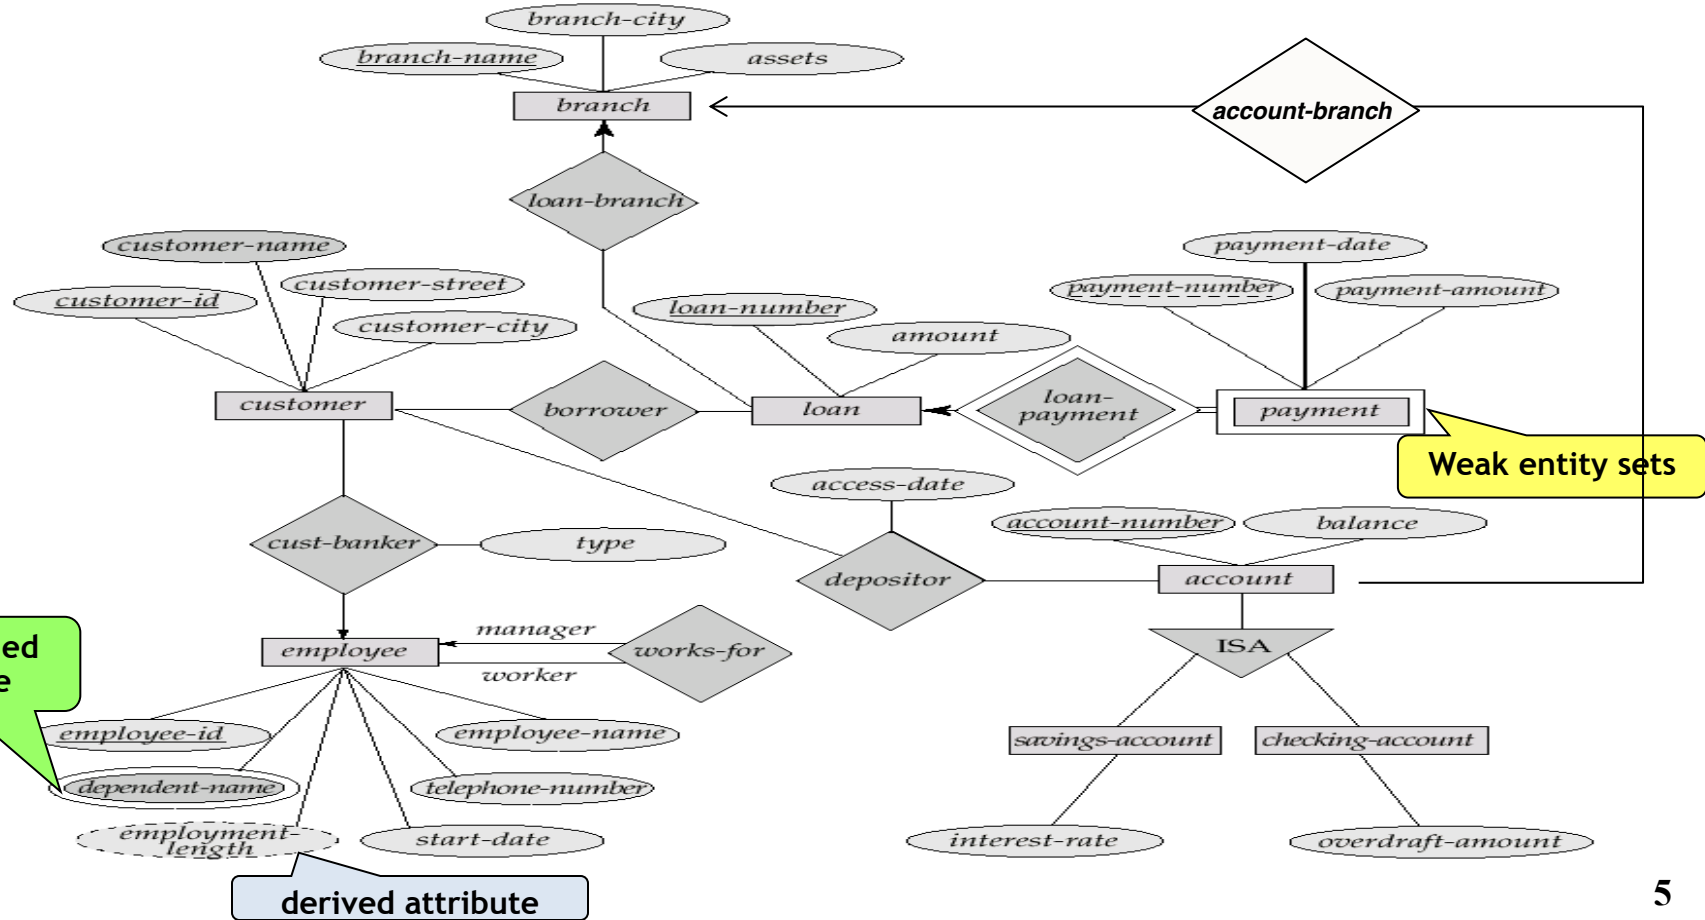 branch-city
branch-name
assets
branch
account-branch
loan-branch
customer-name
payment-date
customer-street
customer-id
payment-number
payment-amount
loan-number
customer-city
amount
customer
borrower
loan
loan-
payment
payment
Weak entity sets
access-date
account-number
balance
cust-banker
type
depositor
account
manager
employee
works-for
worker
ISA
ed
e
employee-id
employee-name
savings-account
checking-account
dependent-name
telephone-number
employment-
length
start-date
interest-rate
overdraft-amount
derived attribute
5